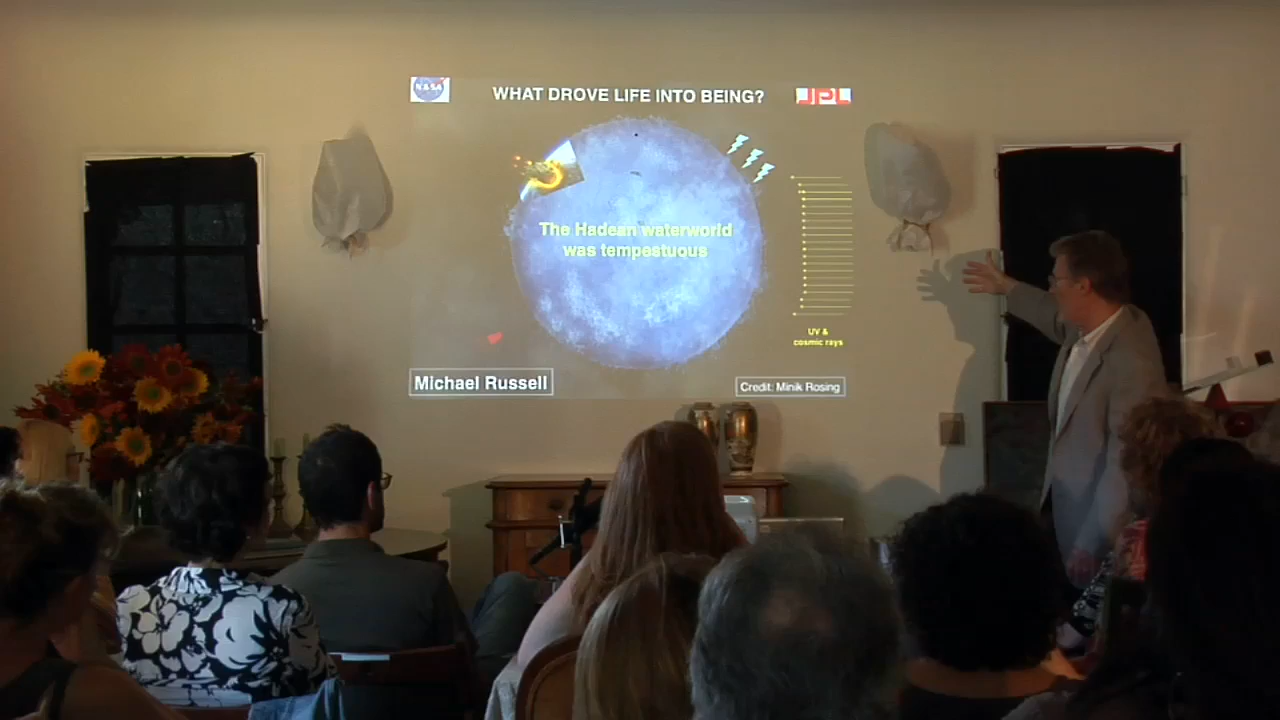 NASA
WHAT DROVE LIFE INTO BEING?
JPL
The Hadean waterworld
was tempestuous
UV &
cosmic rays
Michael Russell
Credit: Minik Rosing